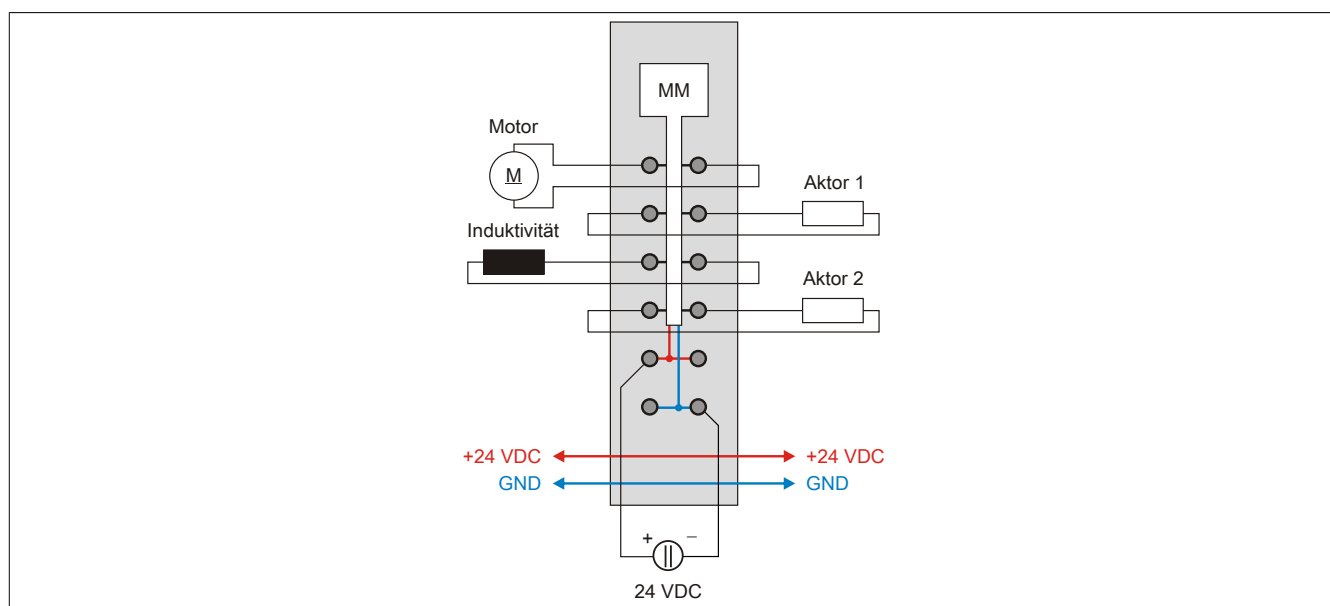 MM
Motor
M
Aktor 1
Induktivität
Aktor 2
+24 VDC
+24 VDC
GND
GND
+ –
24 VDC